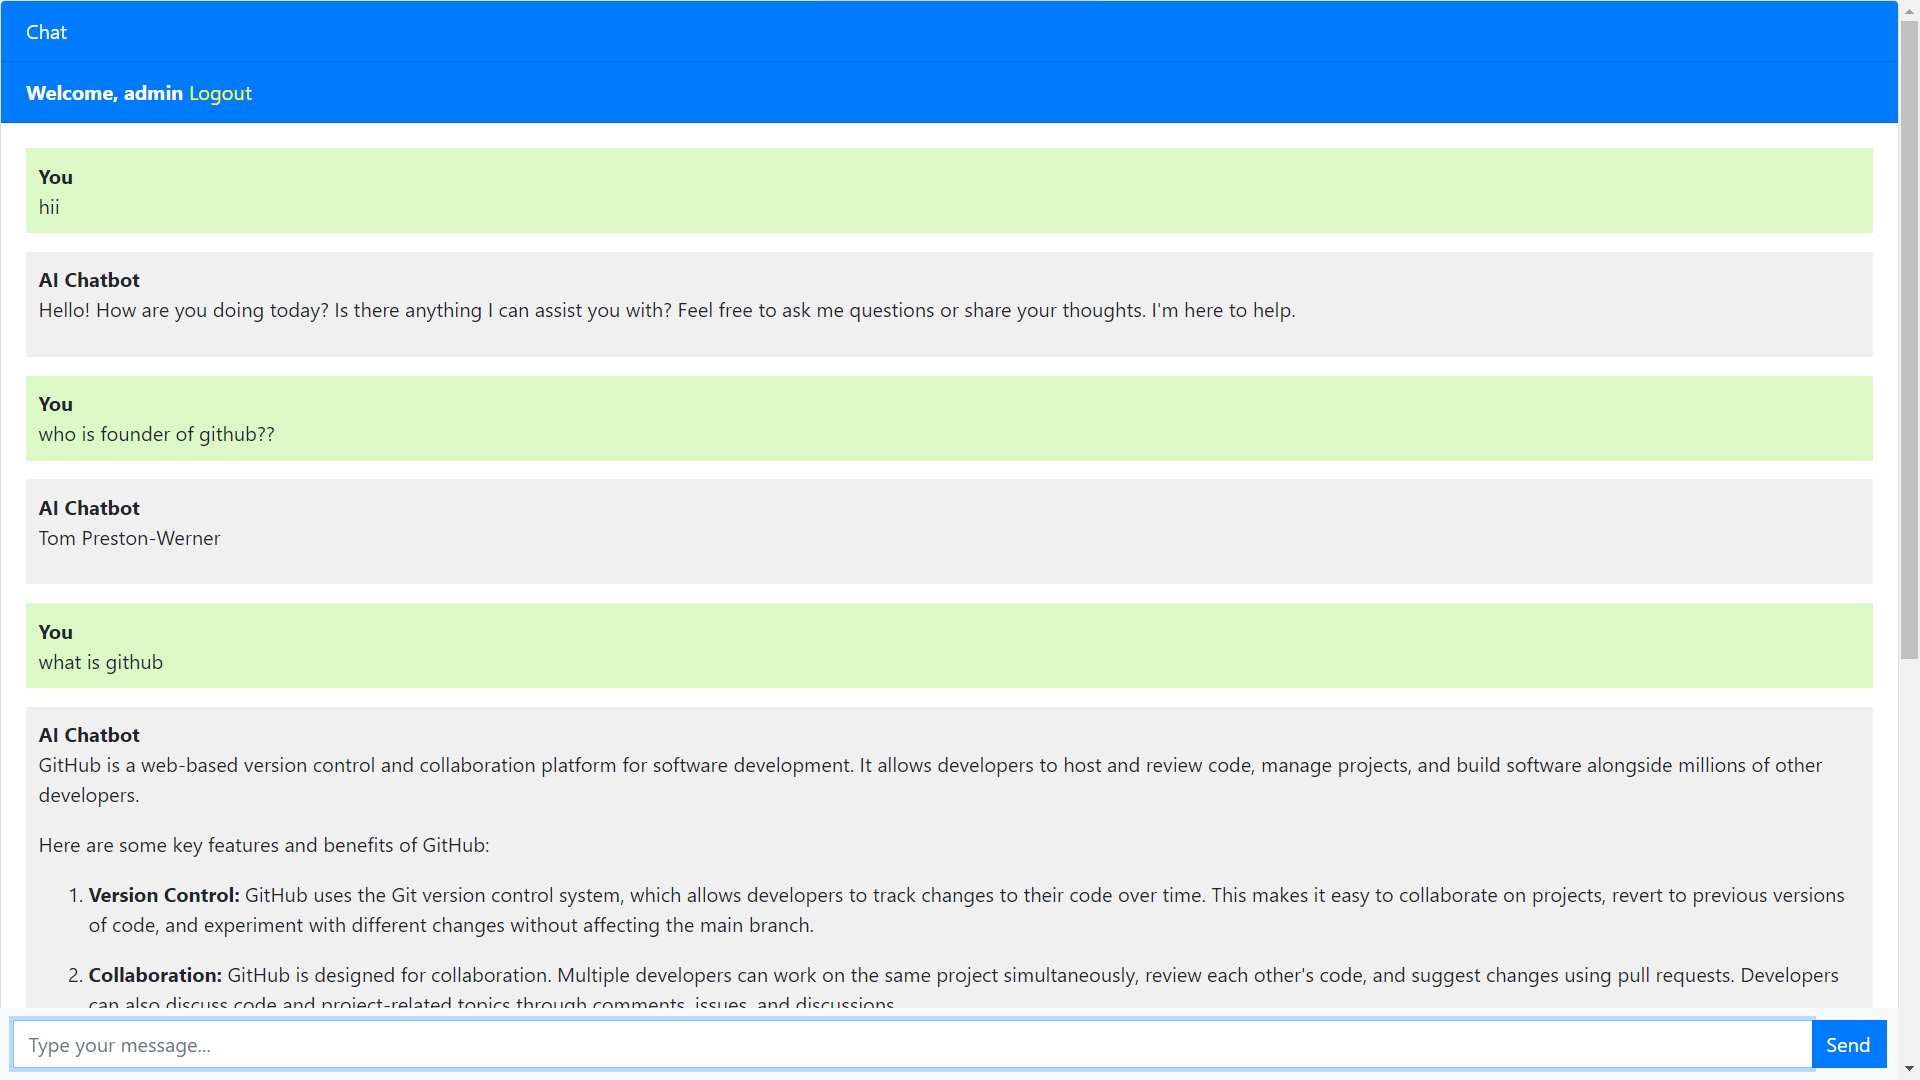 Chat
Welcome, admin Logout
You
hii
AI Chatbot
Hello! How are you doing today? Is there anything I can assist you with? Feel free to ask me questions or share your thoughts. I'm here to help.
You
who is founder of github??
AI Chatbot
Tom Preston-Werner
You
what is github
AI Chatbot
GitHub is a web-based version control and collaboration platform for software development. It allows developers to host and review code, manage projects, and build software alongside millions of other
developers.
Here are some key features and benefits of GitHub:
1. Version Control: GitHub uses the Git version control system, which allows developers to track changes to their code over time. This makes it easy to collaborate on projects, revert to previous versions
of code, and experiment with different changes without affecting the main branch.
2. Collaboration: GitHub is designed for collaboration. Multiple developers can work on the same project simultaneously, review each other's code, and suggest changes using pull requests. Developers
can also discuss code and project-related topics through comments, issues, and discussions.
Type your message...
Send